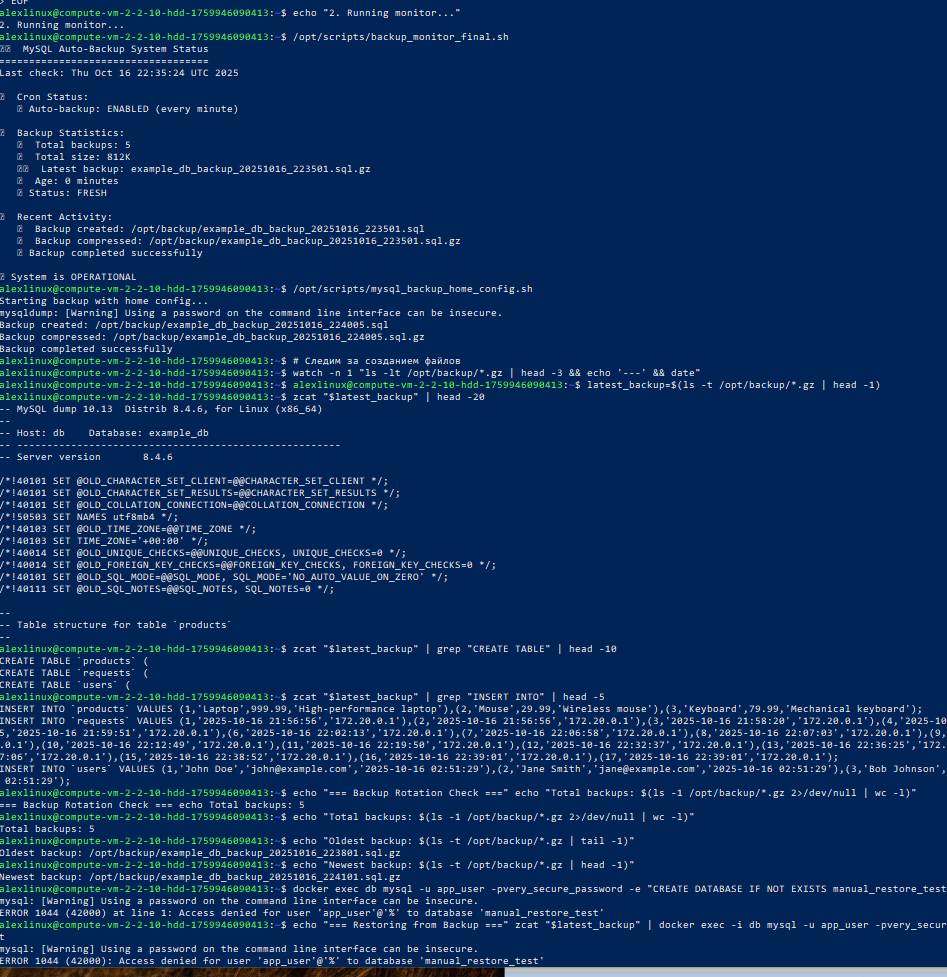 > EOF
alexlinux@compute-vm-2-2-10-hdd-1759946090413:~$ echo "2. Running monitor..."
2. Running monitor...
alexlinux@compute-vm-2-2-10-hdd-1759946090413:~$ /opt/scripts/backup_monitor_final.sh
MySQL Auto-Backup System Status
===================================
Last check: Thu Oct 16 22:35:24 UTC 2025
Cron Status:
Auto-backup: ENABLED (every minute)
Backup Statistics:
Total backups: 5
Total size: 812K
Latest backup: example_db_backup_20251016_223501.sql.gz
Age: 0 minutes
Status: FRESH
Recent Activity:
Backup created: /opt/backup/example_db_backup_20251016_223501.sql
Backup compressed: /opt/backup/example_db_backup_20251016_223501.sql.gz
Backup completed successfully
System is OPERATIONAL
alexlinux@compute-vm-2-2-10-hdd-1759946090413:~$ /opt/scripts/mysql_backup_home_config.sh
Starting backup with home config...
mysqldump: [Warning] Using a password on the command line interface can be insecure.
Backup created: /opt/backup/example_db_backup_20251016_224005.sql
Backup compressed: /opt/backup/example_db_backup_20251016_224005.sql.gz
Backup completed successfully
alexlinux@compute-vm-2-2-10-hdd-1759946090413:~$ # Следим за созданием файлов
alexlinux@compute-vm-2-2-10-hdd-1759946090413:~$ watch -n 1 "ls -lt /opt/backup/*.gz | head -3 && echo '---' && date"
alexlinux@compute-vm-2-2-10-hdd-1759946090413:~$ alexlinux@compute-vm-2-2-10-hdd-1759946090413:~$ latest_backup=$(ls -t /opt/backup/*.gz | head -1)
alexlinux@compute-vm-2-2-10-hdd-1759946090413:~$ zcat "$latest_backup" | head -20
-- MySQL dump 10.13  Distrib 8.4.6, for Linux (x86_64)
--
-- Host: db    Database: example_db
-- ------------------------------------------------------
-- Server version       8.4.6
/*!40101 SET @OLD_CHARACTER_SET_CLIENT=@@CHARACTER_SET_CLIENT */;
/*!40101 SET @OLD_CHARACTER_SET_RESULTS=@@CHARACTER_SET_RESULTS */;
/*!40101 SET @OLD_COLLATION_CONNECTION=@@COLLATION_CONNECTION */;
/*!50503 SET NAMES utf8mb4 */;
/*!40103 SET @OLD_TIME_ZONE=@@TIME_ZONE */;
/*!40103 SET TIME_ZONE='+00:00' */;
/*!40014 SET @OLD_UNIQUE_CHECKS=@@UNIQUE_CHECKS, UNIQUE_CHECKS=0 */;
/*!40014 SET @OLD_FOREIGN_KEY_CHECKS=@@FOREIGN_KEY_CHECKS, FOREIGN_KEY_CHECKS=0 */;
/*!40101 SET @OLD_SQL_MODE=@@SQL_MODE, SQL_MODE='NO_AUTO_VALUE_ON_ZERO' */;
/*!40111 SET @OLD_SQL_NOTES=@@SQL_NOTES, SQL_NOTES=0 */;
--
-- Table structure for table `products`
--
alexlinux@compute-vm-2-2-10-hdd-1759946090413:~$ zcat "$latest_backup" | grep "CREATE TABLE" | head -10
CREATE TABLE `products` (
CREATE TABLE `requests` (
CREATE TABLE `users` (
alexlinux@compute-vm-2-2-10-hdd-1759946090413:~$ zcat "$latest_backup" | grep "INSERT INTO" | head -5
INSERT INTO `products` VALUES (1,'Laptop',999.99,'High-performance laptop'),(2,'Mouse',29.99,'Wireless mouse'),(3,'Keyboard',79.99,'Mechanical keyboard');
INSERT INTO `requests` VALUES (1,'2025-10-16 21:56:56','172.20.0.1'),(2,'2025-10-16 21:56:56','172.20.0.1'),(3,'2025-10-16 21:58:20','172.20.0.1'),(4,'2025-10
5,'2025-10-16 21:59:51','172.20.0.1'),(6,'2025-10-16 22:02:13','172.20.0.1'),(7,'2025-10-16 22:06:58','172.20.0.1'),(8,'2025-10-16 22:07:03','172.20.0.1'),(9,
.0.1'),(10,'2025-10-16 22:12:49','172.20.0.1'),(11,'2025-10-16 22:19:50','172.20.0.1'),(12,'2025-10-16 22:32:37','172.20.0.1'),(13,'2025-10-16 22:36:25','172.
7:06','172.20.0.1'),(15,'2025-10-16 22:38:52','172.20.0.1'),(16,'2025-10-16 22:39:01','172.20.0.1'),(17,'2025-10-16 22:39:01','172.20.0.1');
INSERT INTO `users` VALUES (1,'John Doe','john@example.com','2025-10-16 02:51:29'),(2,'Jane Smith','jane@example.com','2025-10-16 02:51:29'),(3,'Bob Johnson',
02:51:29');
alexlinux@compute-vm-2-2-10-hdd-1759946090413:~$ echo "=== Backup Rotation Check ===" echo "Total backups: $(ls -1 /opt/backup/*.gz 2>/dev/null | wc -l)"
=== Backup Rotation Check === echo Total backups: 5
alexlinux@compute-vm-2-2-10-hdd-1759946090413:~$ echo "Total backups: $(ls -1 /opt/backup/*.gz 2>/dev/null | wc -l)"
Total backups: 5
alexlinux@compute-vm-2-2-10-hdd-1759946090413:~$ echo "Oldest backup: $(ls -t /opt/backup/*.gz | tail -1)"
Oldest backup: /opt/backup/example_db_backup_20251016_223801.sql.gz
alexlinux@compute-vm-2-2-10-hdd-1759946090413:~$ echo "Newest backup: $(ls -t /opt/backup/*.gz | head -1)"
Newest backup: /opt/backup/example_db_backup_20251016_224101.sql.gz
alexlinux@compute-vm-2-2-10-hdd-1759946090413:~$ docker exec db mysql -u app_user -pvery_secure_password -e "CREATE DATABASE IF NOT EXISTS manual_restore_test
mysql: [Warning] Using a password on the command line interface can be insecure.
ERROR 1044 (42000) at line 1: Access denied for user 'app_user'@'%' to database 'manual_restore_test'
alexlinux@compute-vm-2-2-10-hdd-1759946090413:~$ echo "=== Restoring from Backup ===" zcat "$latest_backup" | docker exec -i db mysql -u app_user -pvery_secur
t
mysql: [Warning] Using a password on the command line interface can be insecure.
ERROR 1044 (42000): Access denied for user 'app_user'@'%' to database 'manual_restore_test'